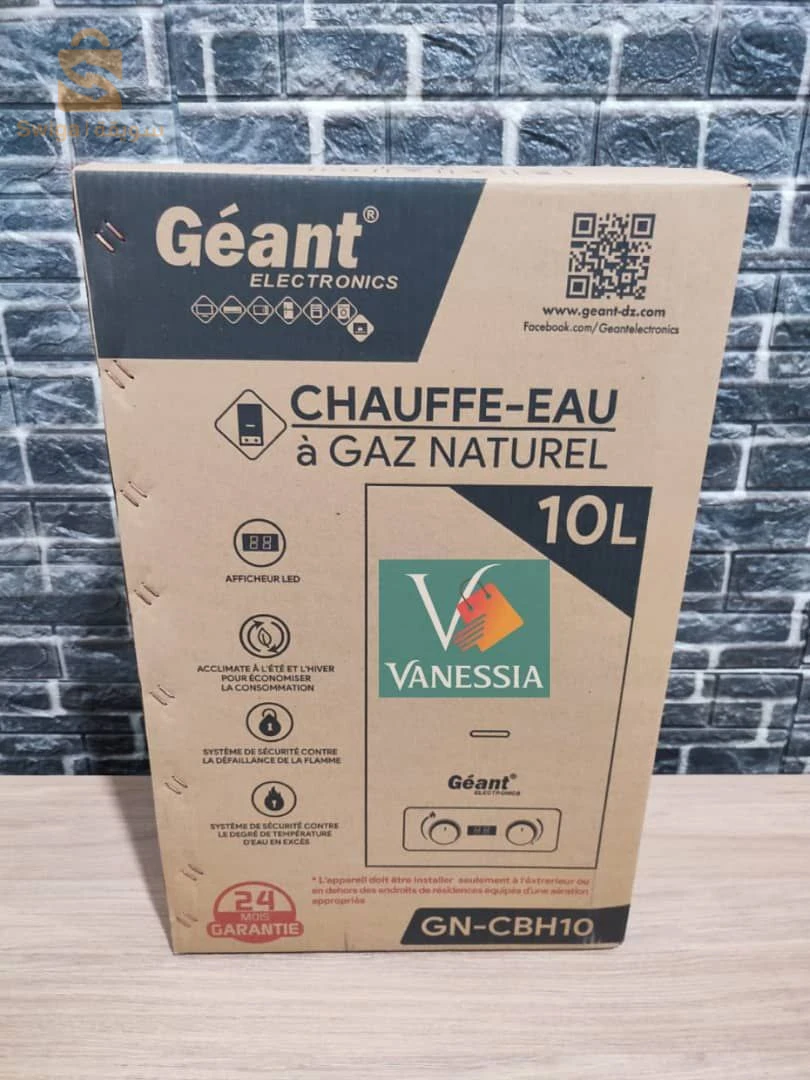 Géant®
ELECTRONICS
www.geant-dz.com
Facebook.com/Geantelectronics
CHAUFFE-EAU
à GAZ NATUREL
10L
88
AFFICHEUR LED
ACCLIMATE À L'ÉTÉ ET L'HIVER
POUR ÉCONOMISER
LA CONSOMMATION
SYSTÈME DE SÉCURITÉ CONTRE
LA DÉFAILLANCE DE LA FLAMME
SYSTÈME DE SÉCURITÉ CONTRE
LE DEGRÉ DE TEMPÉRATURE
D'EAU EN EXCÈS
V
VANESSIA
Géant®
ELECTRONICS
* L'appareil doit être installer seulement à l'éxtrerieur ou
en dehors des endroits de résidences équipés d'une aération
appropriés
24
MOIS
GARANTIE
GN-CBH10